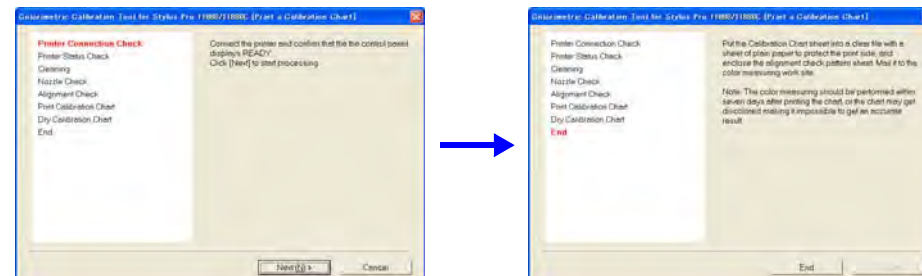 Colorimetric Calibration Tool for Stylus Pro 11880/11880C [Print a Calibration Chart]
Printer Connection Check
Printer Status Check
Cleaning
Nozzle Check
Alignment Check
Print Calibration Chart
Dry Calibration Chart
End
Connect the printer and confirm that the the control panel
displays READY.
Click [Next] to start processing.
Next(N) >
Cancel
Colorimetric Calibration Tool for Stylus Pro 11880/11880C [Print a Calibration Chart]
Printer Connection Check
Printer Status Check
Cleaning
Nozzle Check
Alignment Check
Print Calibration Chart
Dry Calibration Chart
End
Put the Calibration Chart sheet into a clear file with a
sheet of plain paper to protect the print side, and
enclose the alignment check pattern sheet. Mail it to the
color measuring work site.
Note: The color measuring should be performed within
seven days after printing the chart, or the chart may get
discolored making it impossible to get an accurate
result.
End